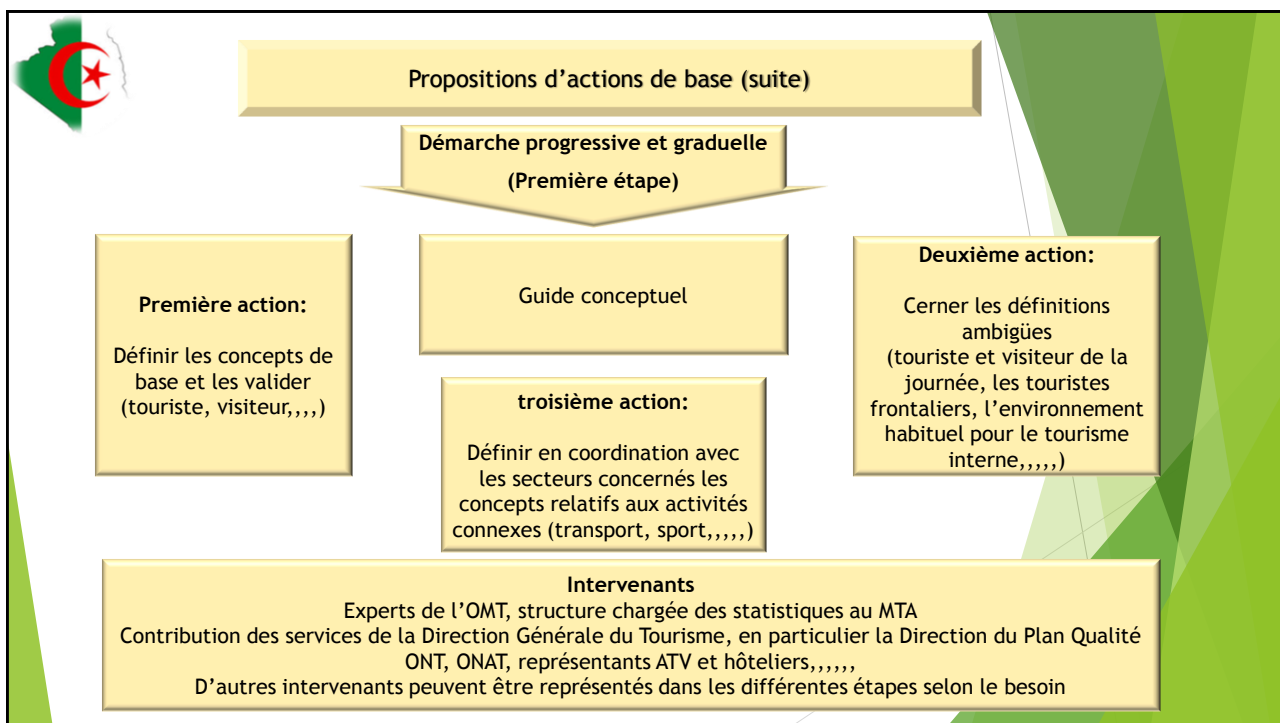 Propositions d’actions de base (suite)
Démarche progressive et graduelle
(Première étape)
Première action:
Définir les concepts de
base et les valider
(touriste, visiteur,,,,)
Guide conceptuel
Deuxième action:
Cerner les définitions
ambigües
(touriste et visiteur de la
journée, les touristes
frontaliers, l’environnement
habituel pour le tourisme
interne,,,,,)
troisième action:
Définir en coordination avec
les secteurs concernés les
concepts relatifs aux activités
connexes (transport, sport,,,,,)
Intervenants
Experts de l’OMT, structure chargée des statistiques au MTA
Contribution des services de la Direction Générale du Tourisme, en particulier la Direction du Plan Qualité
ONT, ONAT, représentants ATV et hôteliers,,,,,,
D’autres intervenants peuvent être représentés dans les différentes étapes selon le besoin